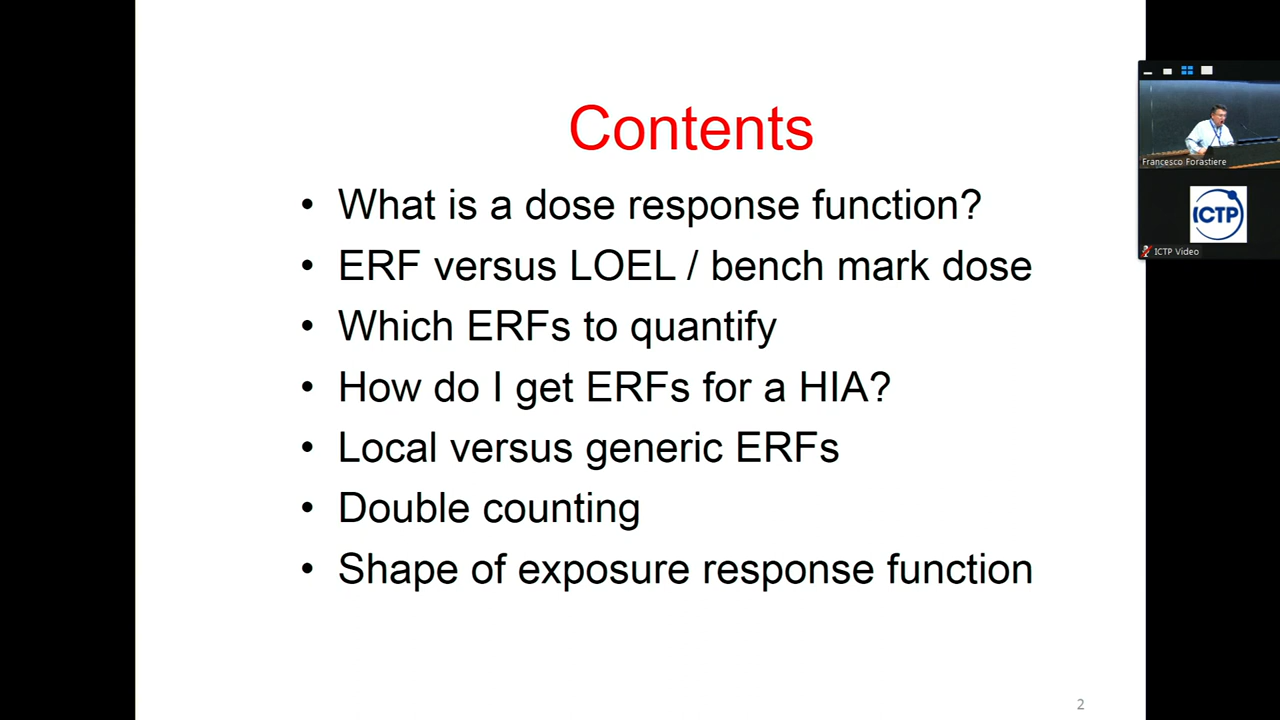 Contents
• What is a dose response function?
• ERF versus LOEL / bench mark dose
• Which ERFs to quantify
• How do I get ERFs for a HIA?
• Local versus generic ERFs
• Double counting
• Shape of exposure response function
2
Francesco Forastiere
ICTP
ICTP Video